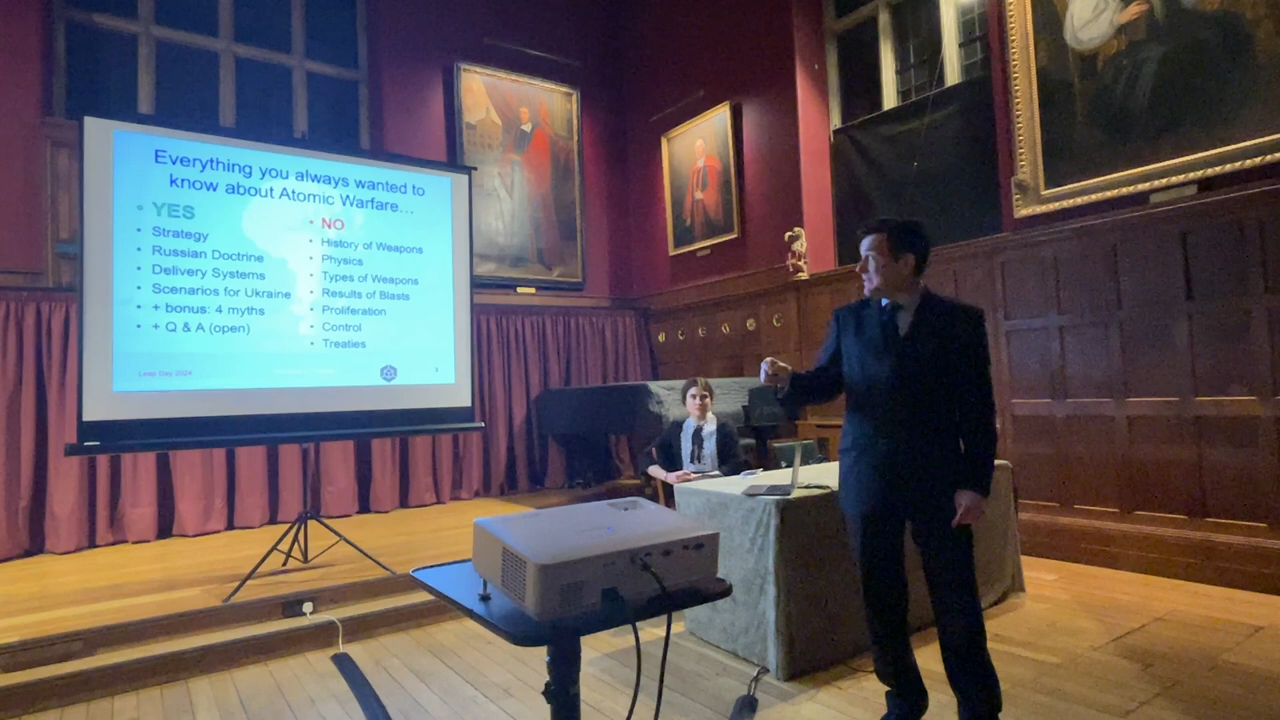 Everything you always wanted to
know about Atomic Warfare...
YES
Strategy
Russian Doctrine
Delivery Systems
Scenarios for Ukraine
+ bonus: 4 myths
+ Q & A (open)
NO
History of Weapons
Physics
Types of Weapons
Results of Blasts
Proliferation
Control
Treaties
Leap Day 2024